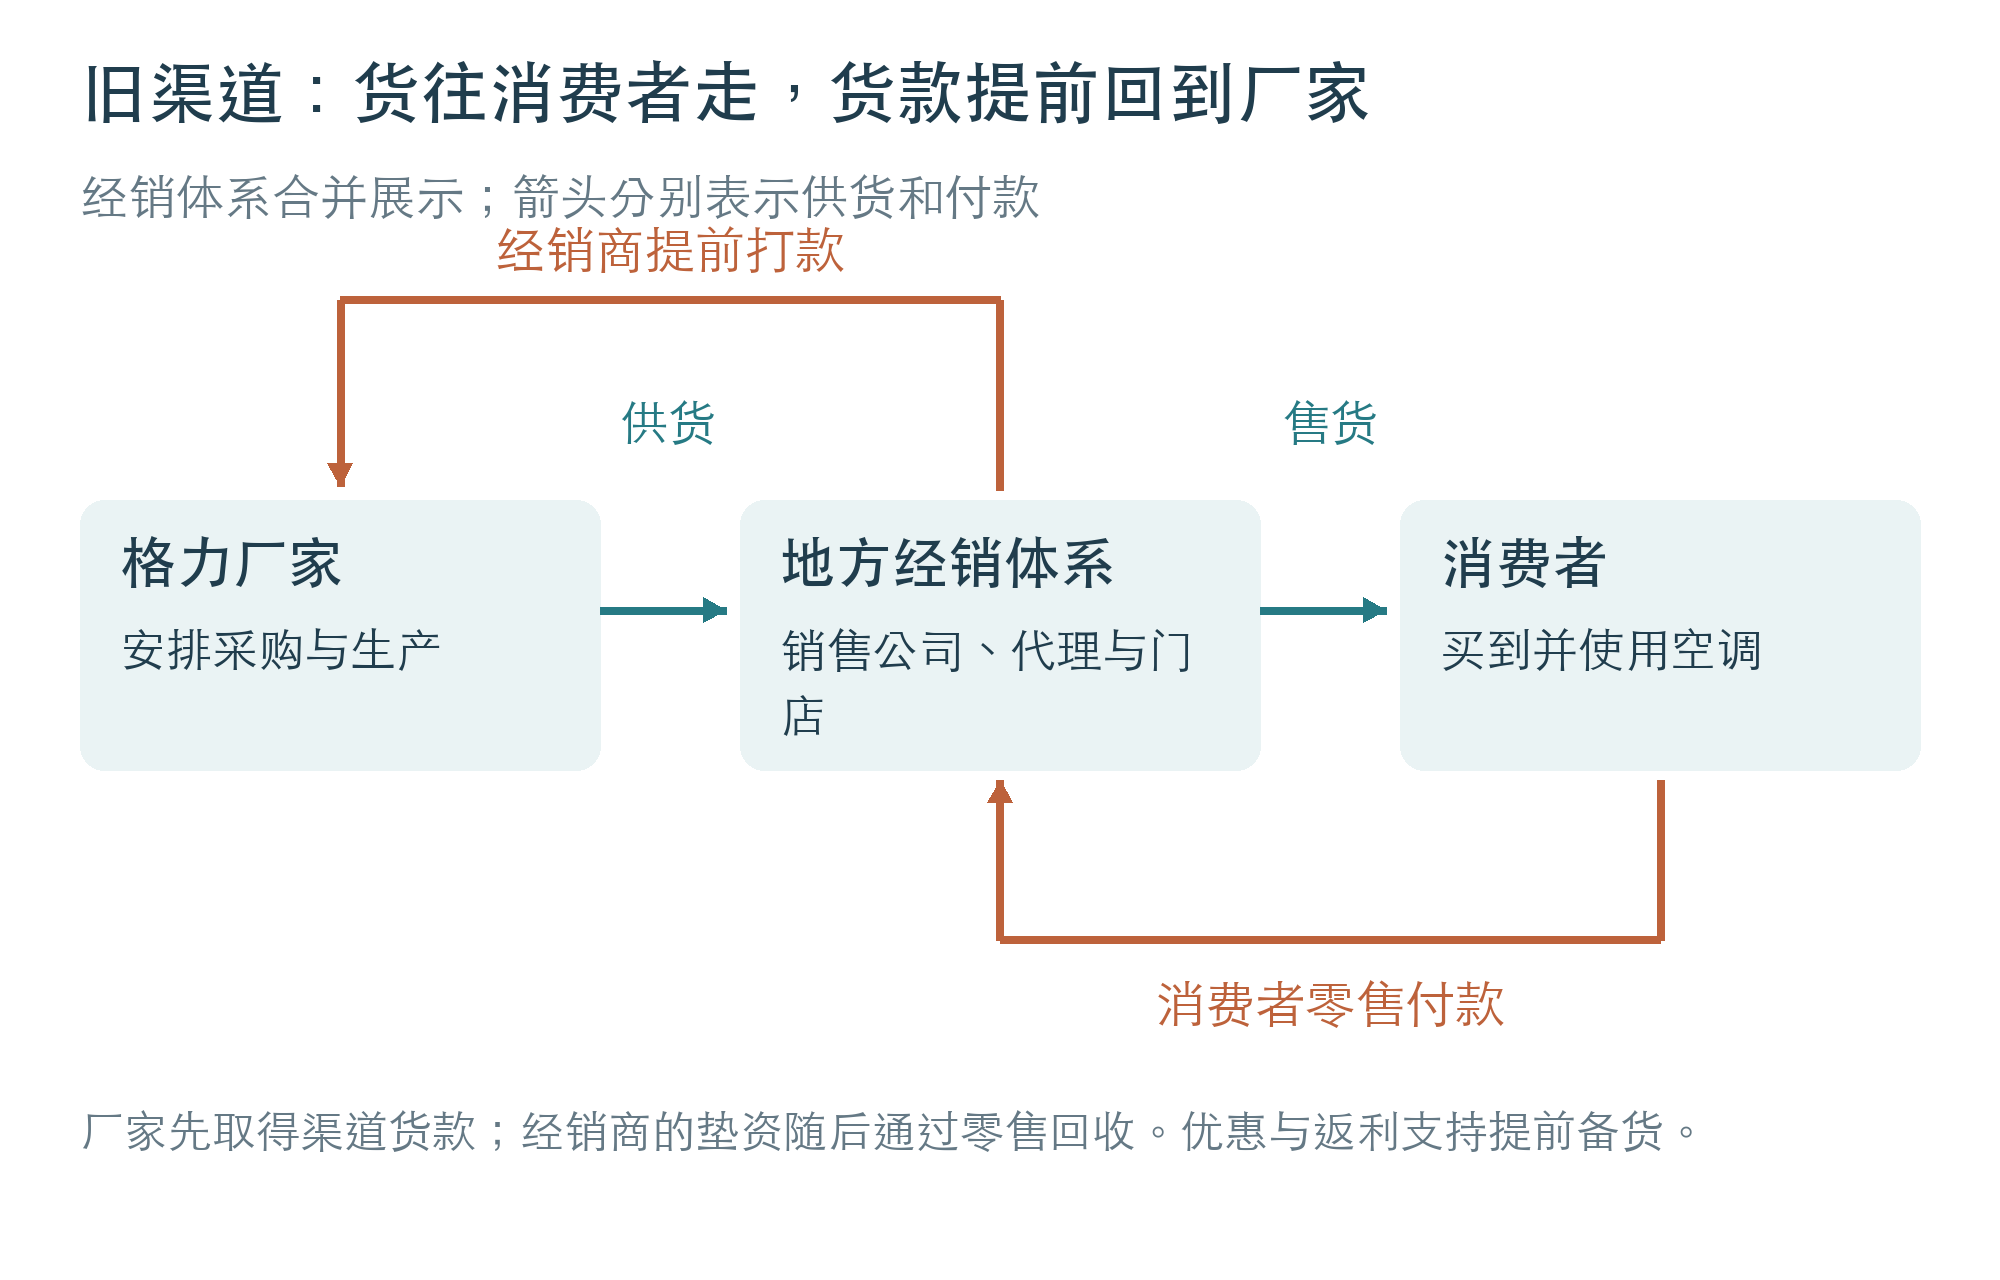 旧渠道：货往消费者走，货款提前回到厂家
经销体系合并展示；箭头分别表示供货和付款
经销商提前打款
供货
售货
格力厂家
安排采购与生产
地方经销体系
销售公司、代理与门
店
消费者
买到并使用空调
消费者零售付款
厂家先取得渠道货款；经销商的垫资随后通过零售回收。优惠与返利支持提前备货。